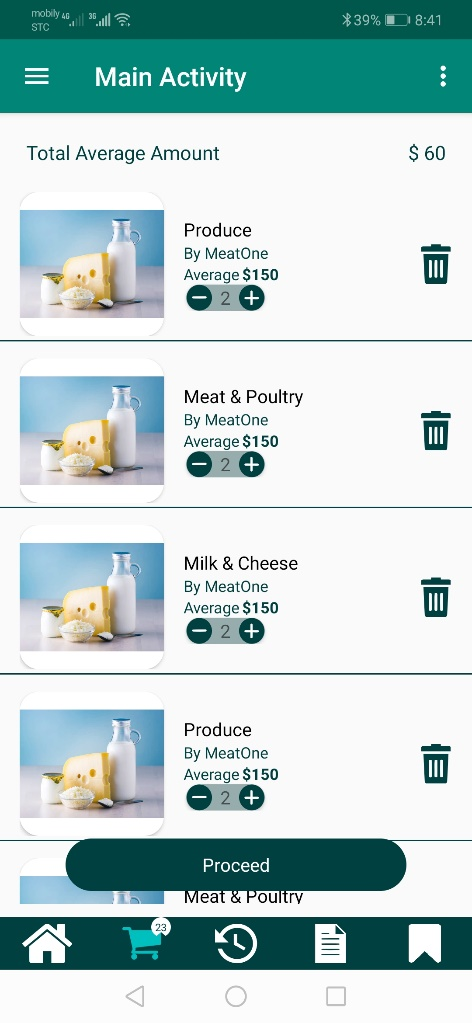 mobily 4G 3G 39% 8:41
STC
Main Activity
Total Average Amount $ 60
Produce
By MeatOne
Average $150
2
Meat & Poultry
By MeatOne
Average $150
2
Milk & Cheese
By MeatOne
Average $150
2
Produce
By MeatOne
Average $150
2
Proceed
Meat & Poultry
23